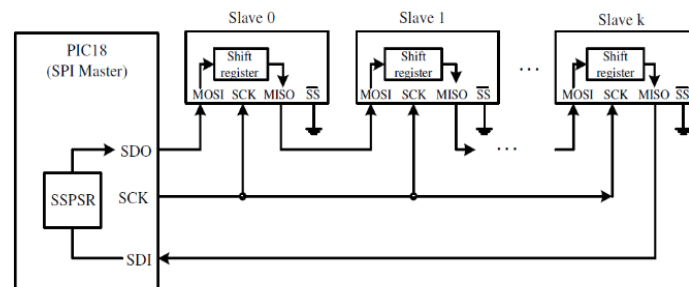 Slave 0
Slave 1
Slave k
PIC18
(SPI Master)
Shift
register
Shift
register
Shift
register
MOSI SCK MISO SS
MOSI SCK MISO SS
MOSI SCK MISO SS
...
...
SDO
SSPSR
SCK
SDI